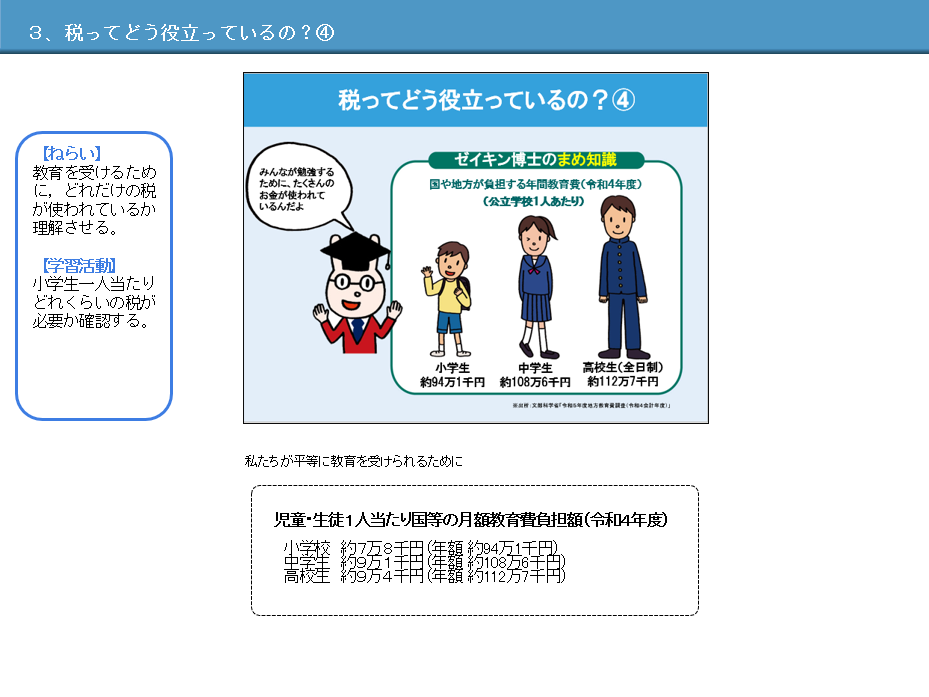 ３、税ってどう役立っているの？④
【ねらい】
教育を受けるため
に，どれだけの税
が使われているか
理解させる。
【学習活動】
小学生一人当たり
どれくらいの税が
必要か確認する。
税ってどう役立っているの？④
みんなが勉強する
ために、たくさんの
お金が使われて
いるんだよ
ゼイキン博士のまめ知識
国や地方が負担する年間教育費（令和4年度）
（公立学校1人あたり）
小学生
約94万1千円
中学生
約108万6千円
高校生（全日制）
約112万7千円
※出所：文部科学省「令和5年度地方教育費調査（令和4会計年度）」
私たちが平等に教育を受けられるために
児童・生徒１人当たり国等の月額教育費負担額（令和４年度）
小学校　約７万８千円（年額 約94万1千円）
中学生　約９万１千円（年額 約108万6千円）
高校生　約９万４千円（年額 約112万7千円）